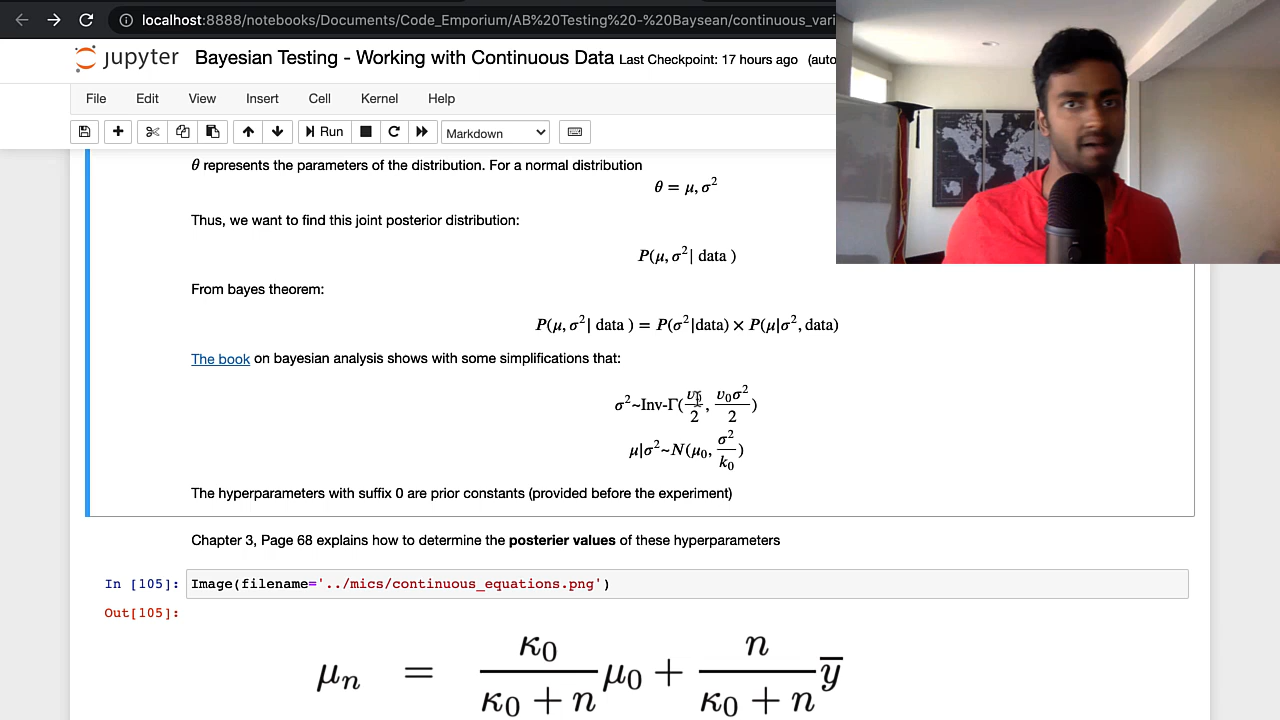 localhost:8888/notebooks/Documents/Code_Emporium/AB%20Testing%20-%20Baysean/continuous_vari
jupyter Bayesian Testing - Working with Continuous Data Last Checkpoint: 17 hours ago (auto
File Edit View Insert Cell Kernel Help
Run Markdown
θ represents the parameters of the distribution. For a normal distribution
θ = μ, σ²
Thus, we want to find this joint posterior distribution:
P(μ, σ²| data )
From bayes theorem:
P(μ, σ²| data ) = P(σ²|data) × P(μ|σ², data)
The book on bayesian analysis shows with some simplifications that:
σ²~Inv-Γ(υ₀/2, υ₀σ²/2)
μ|σ²~N(μ₀, σ²/k₀)
The hyperparameters with suffix 0 are prior constants (provided before the experiment)
Chapter 3, Page 68 explains how to determine the posterier values of these hyperparameters
In [105]: Image(filename='../mics/continuous_equations.png')
Out[105]:
μₙ = κ₀/(κ₀ + n) μ₀ + n/(κ₀ + n) ȳ